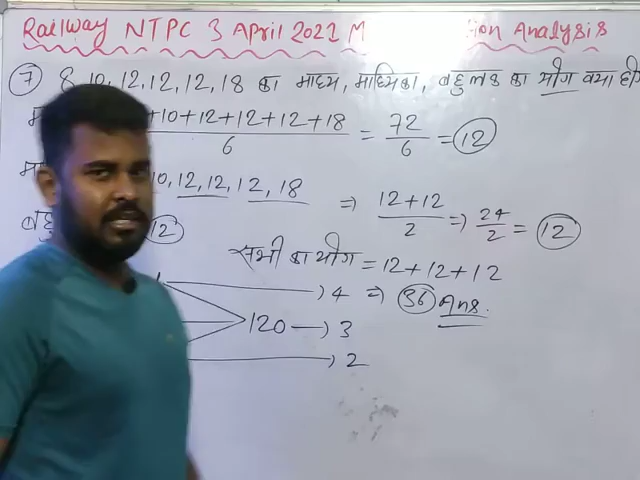 Railway NTPC 3 April 2021 M ion Analysis
(7) 8, 10, 12, 12, 12, 18 का माध्य, माध्यिका, बहुलक का योग क्या हो
+10+12+12+12+18 / 6 = 72/6 = 12
10, 12, 12, 12, 18 ⇒ (12+12)/2 ⇒ 24/2 = 12
बहु 12
सभी का योग = 12+12+12
4 ⇒ 36 Ans.
120 → 3
2